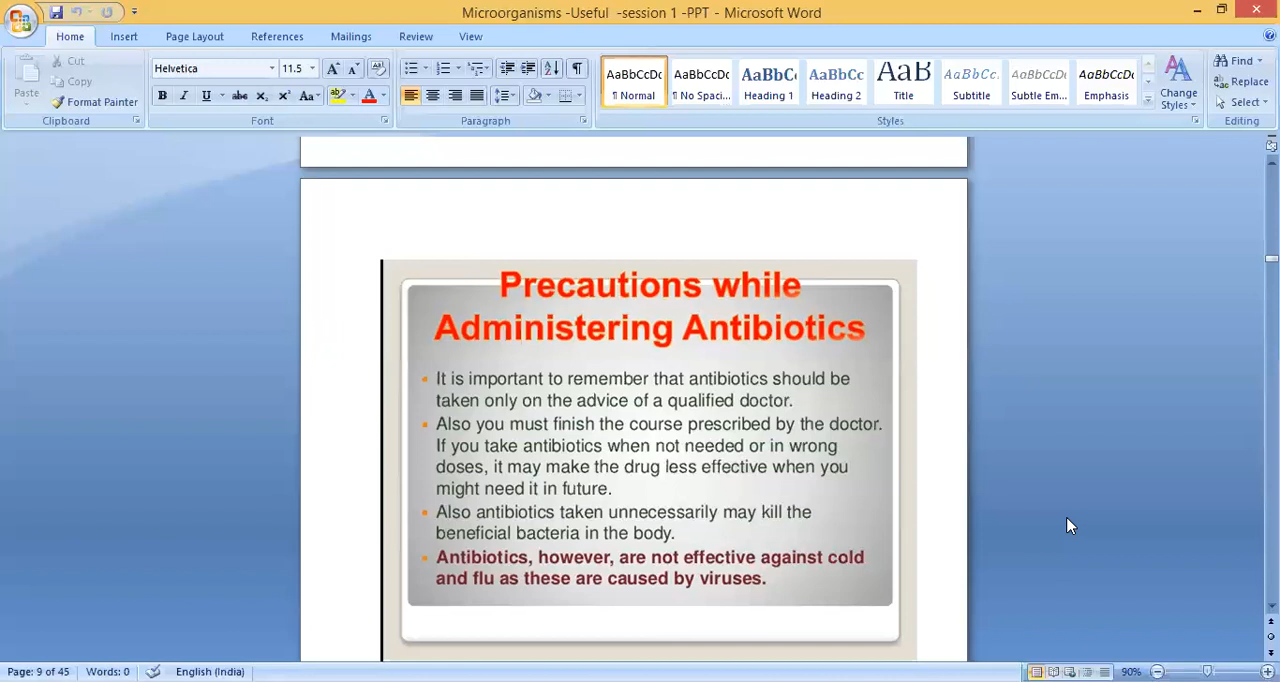 Microorganisms -Useful  -session 1 -PPT - Microsoft Word
Home Insert Page Layout References Mailings Review View
Paste
Cut
Copy
Format Painter
Clipboard
Helvetica 11.5
Font
Paragraph
AaBbCcDc AaBbCcDc AaBbC AaBbCc AaB AaBbCc. AaBbCcDc AaBbCcDc
¶ Normal ¶ No Spaci... Heading 1 Heading 2 Title Subtitle Subtle Em... Emphasis
Styles
Change
Styles
Find
Replace
Select
Editing
Precautions while
Administering Antibiotics
It is important to remember that antibiotics should be
taken only on the advice of a qualified doctor.
Also you must finish the course prescribed by the doctor.
If you take antibiotics when not needed or in wrong
doses, it may make the drug less effective when you
might need it in future.
Also antibiotics taken unnecessarily may kill the
beneficial bacteria in the body.
Antibiotics, however, are not effective against cold
and flu as these are caused by viruses.
Page: 9 of 45 Words: 0 English (India) 90%